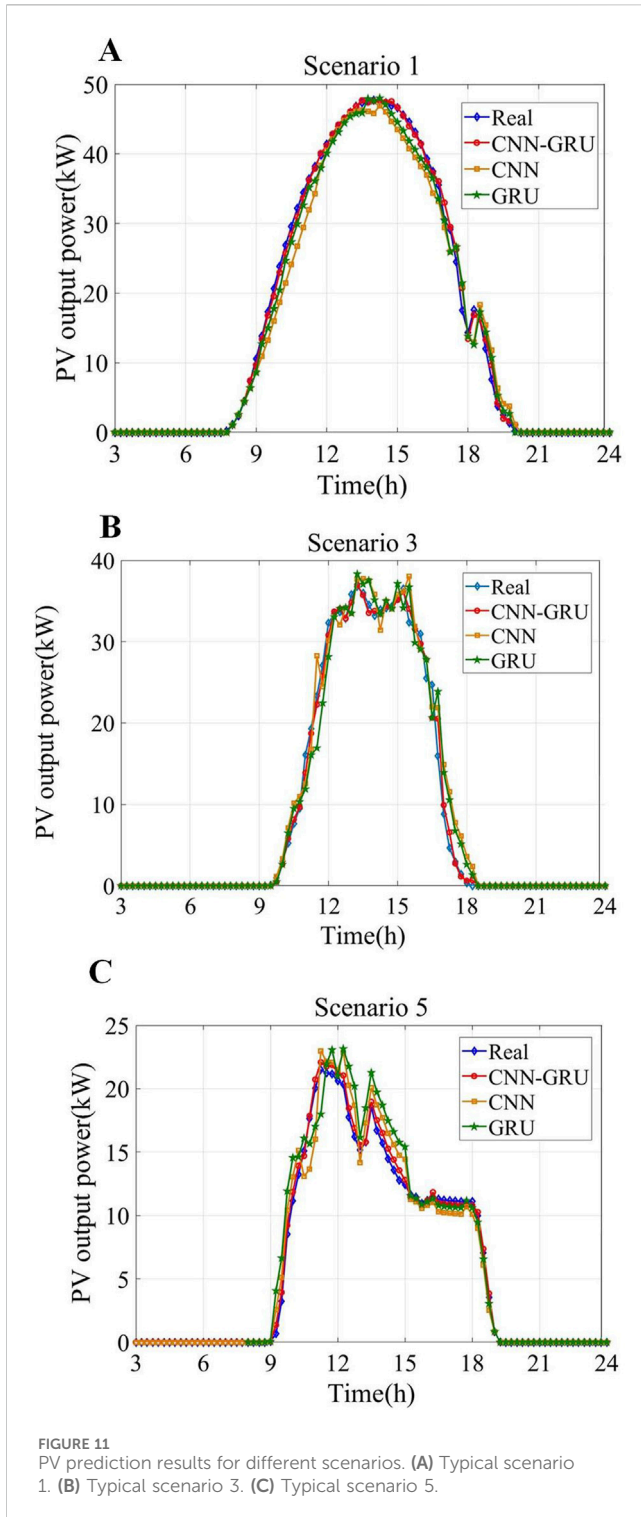 A
Scenario 1
PV output power(kW)
50
40
30
20
10
0
Real
CNN-GRU
CNN
GRU
3 6 9 12 15 18 21 24
Time(h)
B
Scenario 3
PV output power(kW)
40
30
20
10
0
Real
CNN-GRU
CNN
GRU
3 6 9 12 15 18 21 24
Time(h)
C
Scenario 5
PV output power(kW)
25
20
15
10
5
0
Real
CNN-GRU
CNN
GRU
3 6 9 12 15 18 21 24
Time(h)
FIGURE 11
PV prediction results for different scenarios. (A) Typical scenario
1. (B) Typical scenario 3. (C) Typical scenario 5.